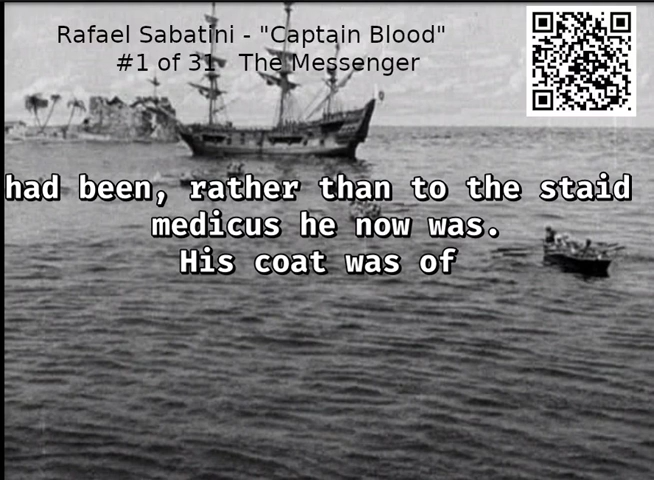 Rafael Sabatini - "Captain Blood"
#1 of 31 The Messenger
had been, rather than to the staid
medicus he now was.
His coat was of